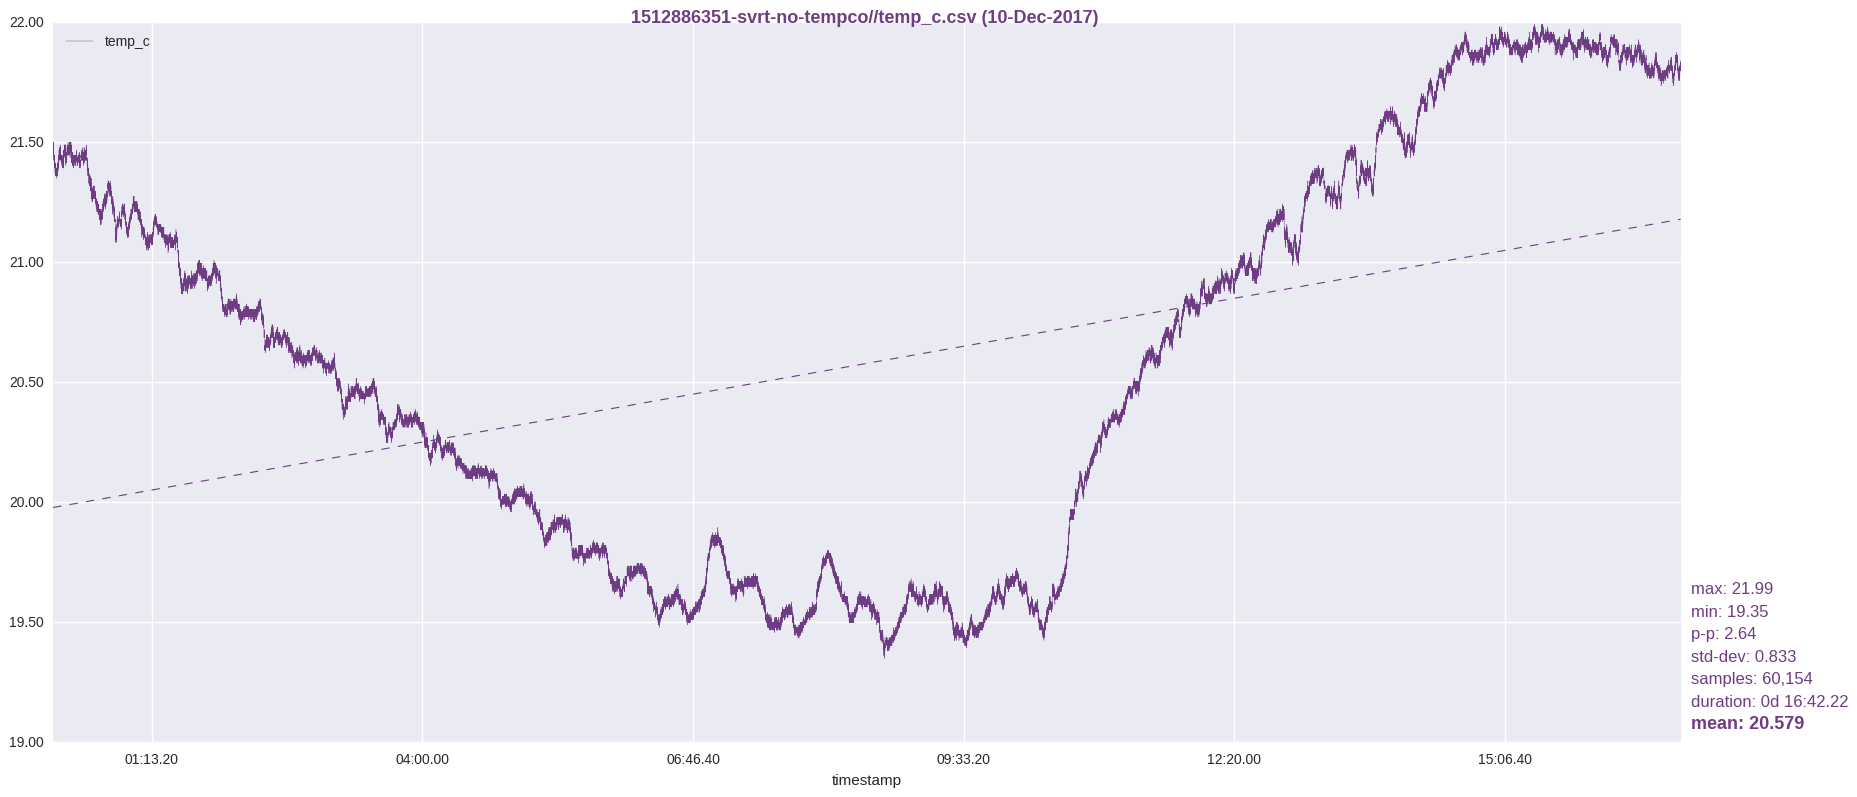 1512886351-svrt-no-tempco//temp_c.csv (10-Dec-2017)
temp_c
22.00
21.50
21.00
20.50
20.00
19.50
19.00
01:13.20
04:00.00
06:46.40
09:33.20
12:20.00
15:06.40
timestamp
max: 21.99
min: 19.35
p-p: 2.64
std-dev: 0.833
samples: 60,154
duration: 0d 16:42.22
mean: 20.579